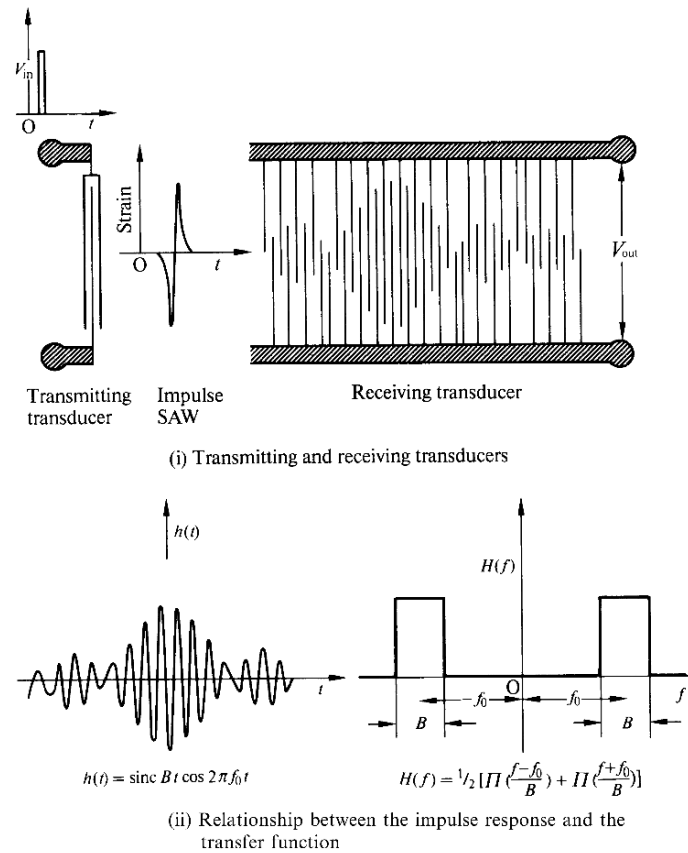 V_in
O
t
Strain
O
t
V_out
Transmitting transducer
Impulse SAW
Receiving transducer
(i) Transmitting and receiving transducers
h(t)
t
h(t) = sinc Bt cos 2πf₀t
H(f)
O
-f₀
f₀
f
B
B
H(f) = 1/2 [Π(f-f₀/B) + Π(f+f₀/B)]
(ii) Relationship between the impulse response and the
transfer function